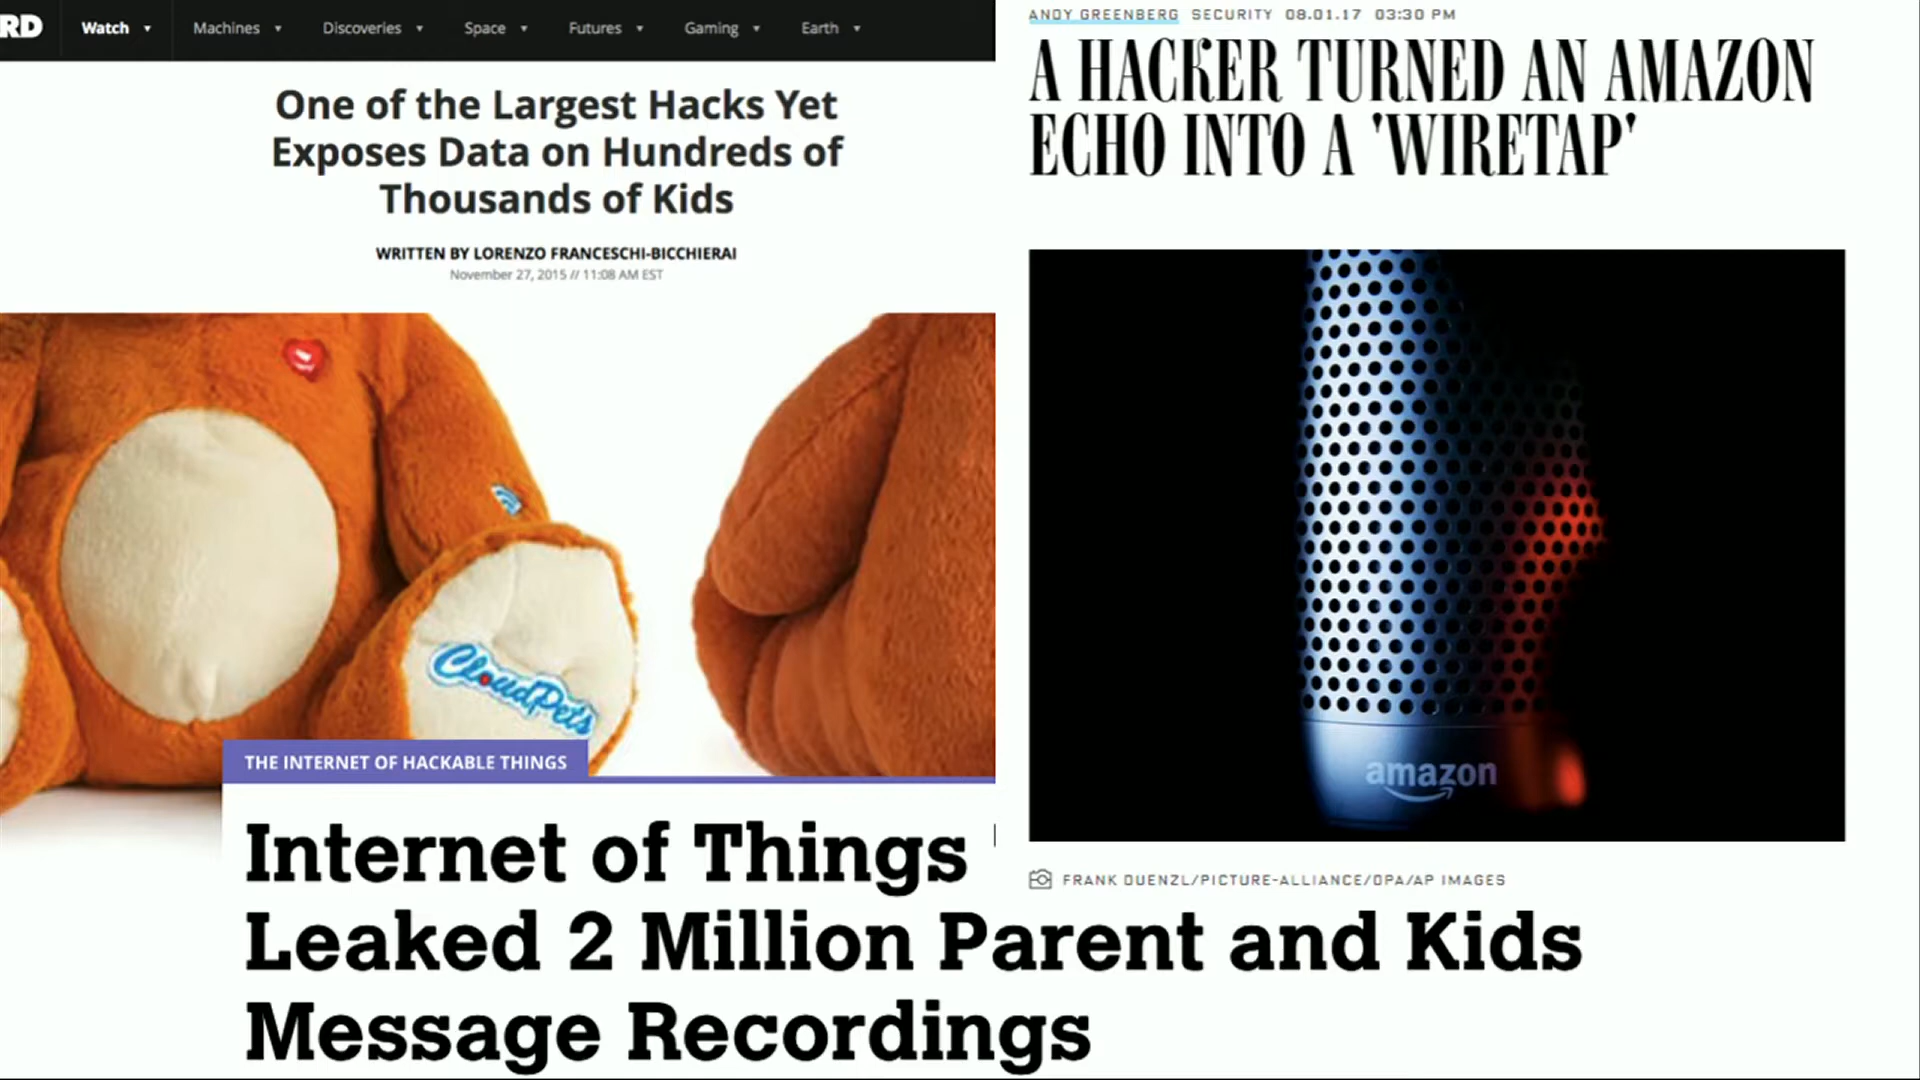 RD
Watch Machines Discoveries Space Futures Gaming Earth
One of the Largest Hacks Yet
Exposes Data on Hundreds of
Thousands of Kids
WRITTEN BY LORENZO FRANCESCHI-BICCHIERAI
November 27, 2015 // 11:08 AM EST
CloudPets
THE INTERNET OF HACKABLE THINGS
Internet of Things
Leaked 2 Million Parent and Kids
Message Recordings
ANDY GREENBERG SECURITY 08.01.17 03:30 PM
A HACKER TURNED AN AMAZON
ECHO INTO A 'WIRETAP'
amazon
FRANK DUENZL/PICTURE-ALLIANCE/DPA/AP IMAGES